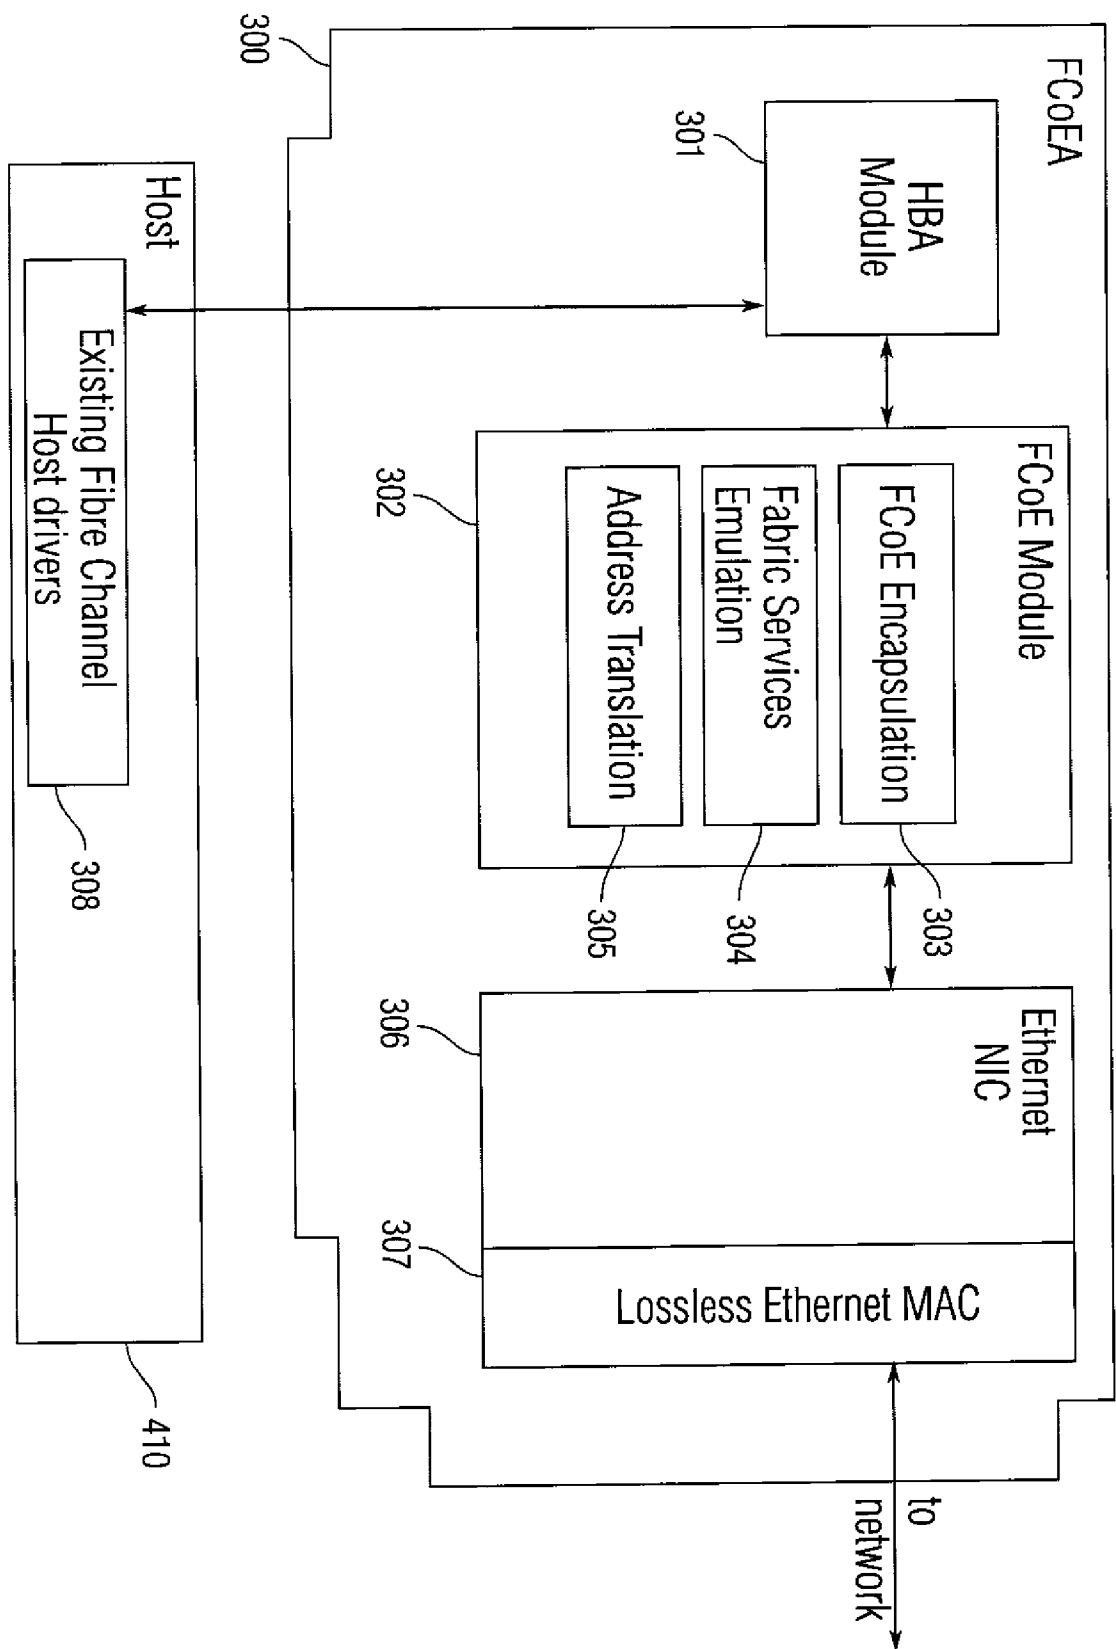 FCoEA
300
HBA
Module
301
FCoE Module
302
FCoE Encapsulation
303
Fabric Services
Emulation
304
Address Translation
305
Ethernet
NIC
306
Lossless Ethernet MAC
307
to
network
Host
Existing Fibre Channel
Host drivers
308
410